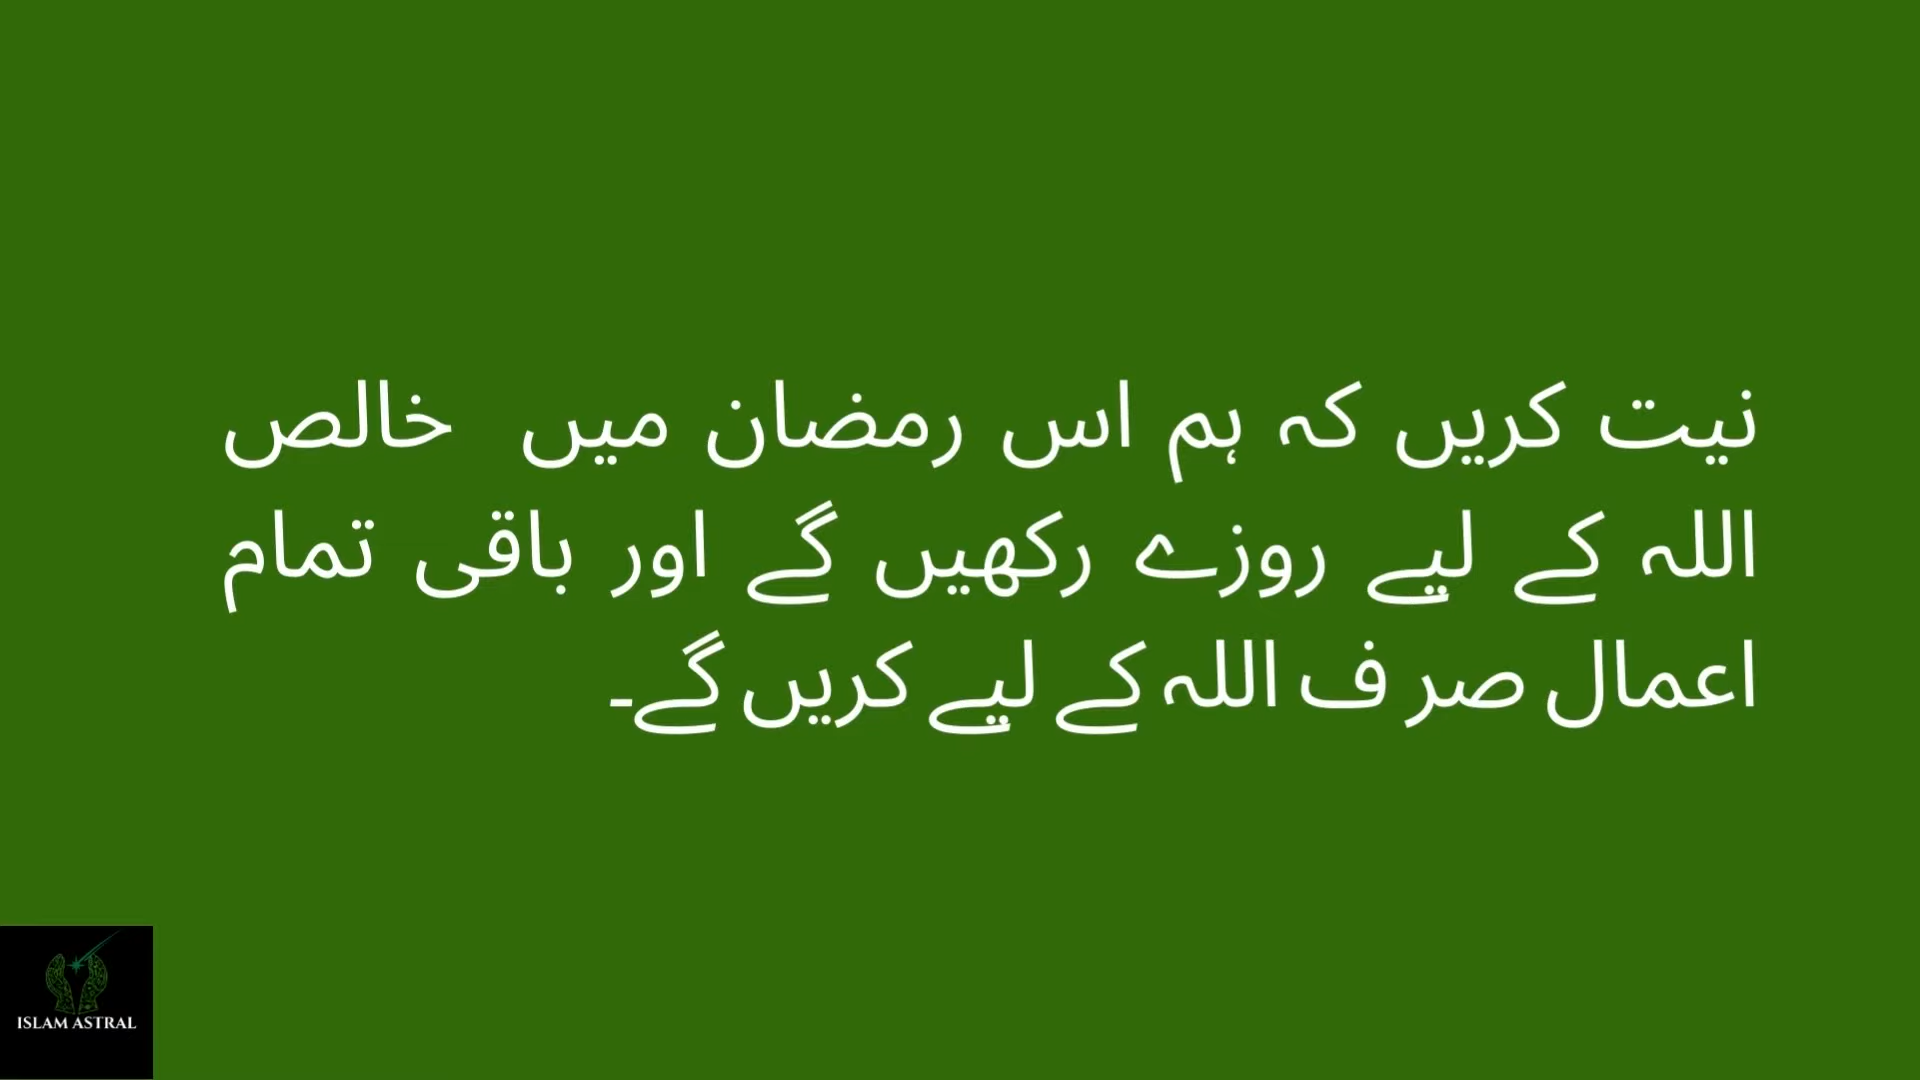 نیت کریں کہ ہم اس رمضان میں خالص
اللہ کے لیے روزے رکھیں گے اور باقی تمام
اعمال صرف اللہ کے لیے کریں گے۔
ISLAM ASTRAL